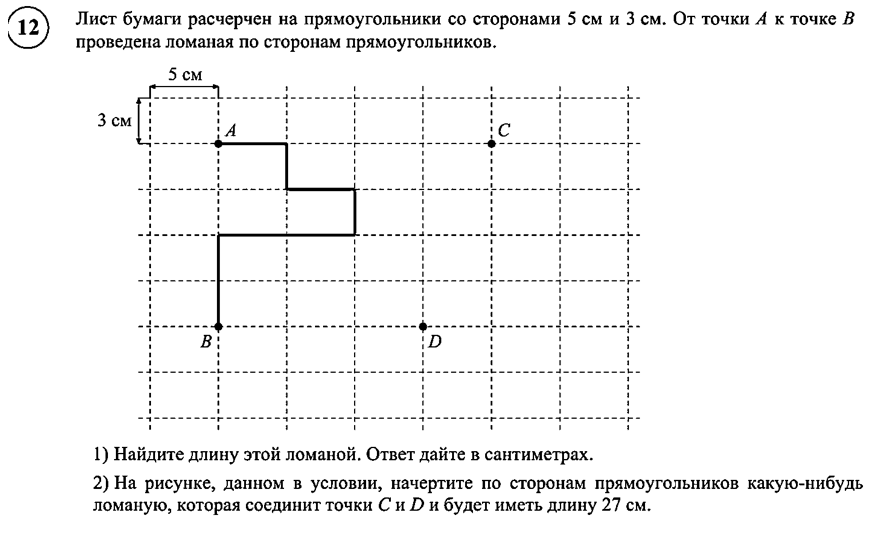 12
Лист бумаги расчерчен на прямоугольники со сторонами 5 см и 3 см. От точки A к точке B
проведена ломаная по сторонам прямоугольников.
5 см
3 см
A
C
B
D
1) Найдите длину этой ломаной. Ответ дайте в сантиметрах.
2) На рисунке, данном в условии, начертите по сторонам прямоугольников какую-нибудь
ломаную, которая соединит точки C и D и будет иметь длину 27 см.